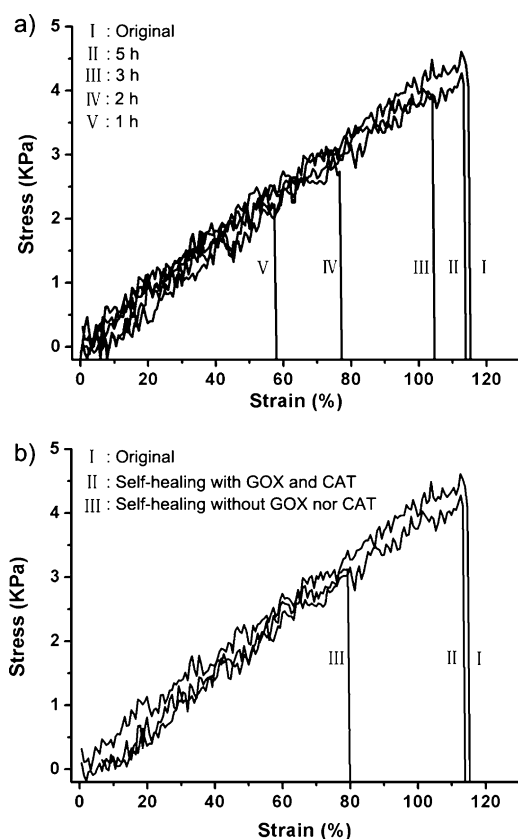 a)
Ⅰ : Original
Ⅱ : 5 h
Ⅲ : 3 h
Ⅳ : 2 h
Ⅴ : 1 h
5
4
3
2
1
0
Stress (KPa)
Ⅴ Ⅳ Ⅲ Ⅱ Ⅰ
0 20 40 60 80 100 120
Strain (%)
b)
Ⅰ : Original
Ⅱ : Self-healing with GOX and CAT
Ⅲ : Self-healing without GOX nor CAT
5
4
3
2
1
0
Stress (KPa)
Ⅲ Ⅱ Ⅰ
0 20 40 60 80 100 120
Strain (%)